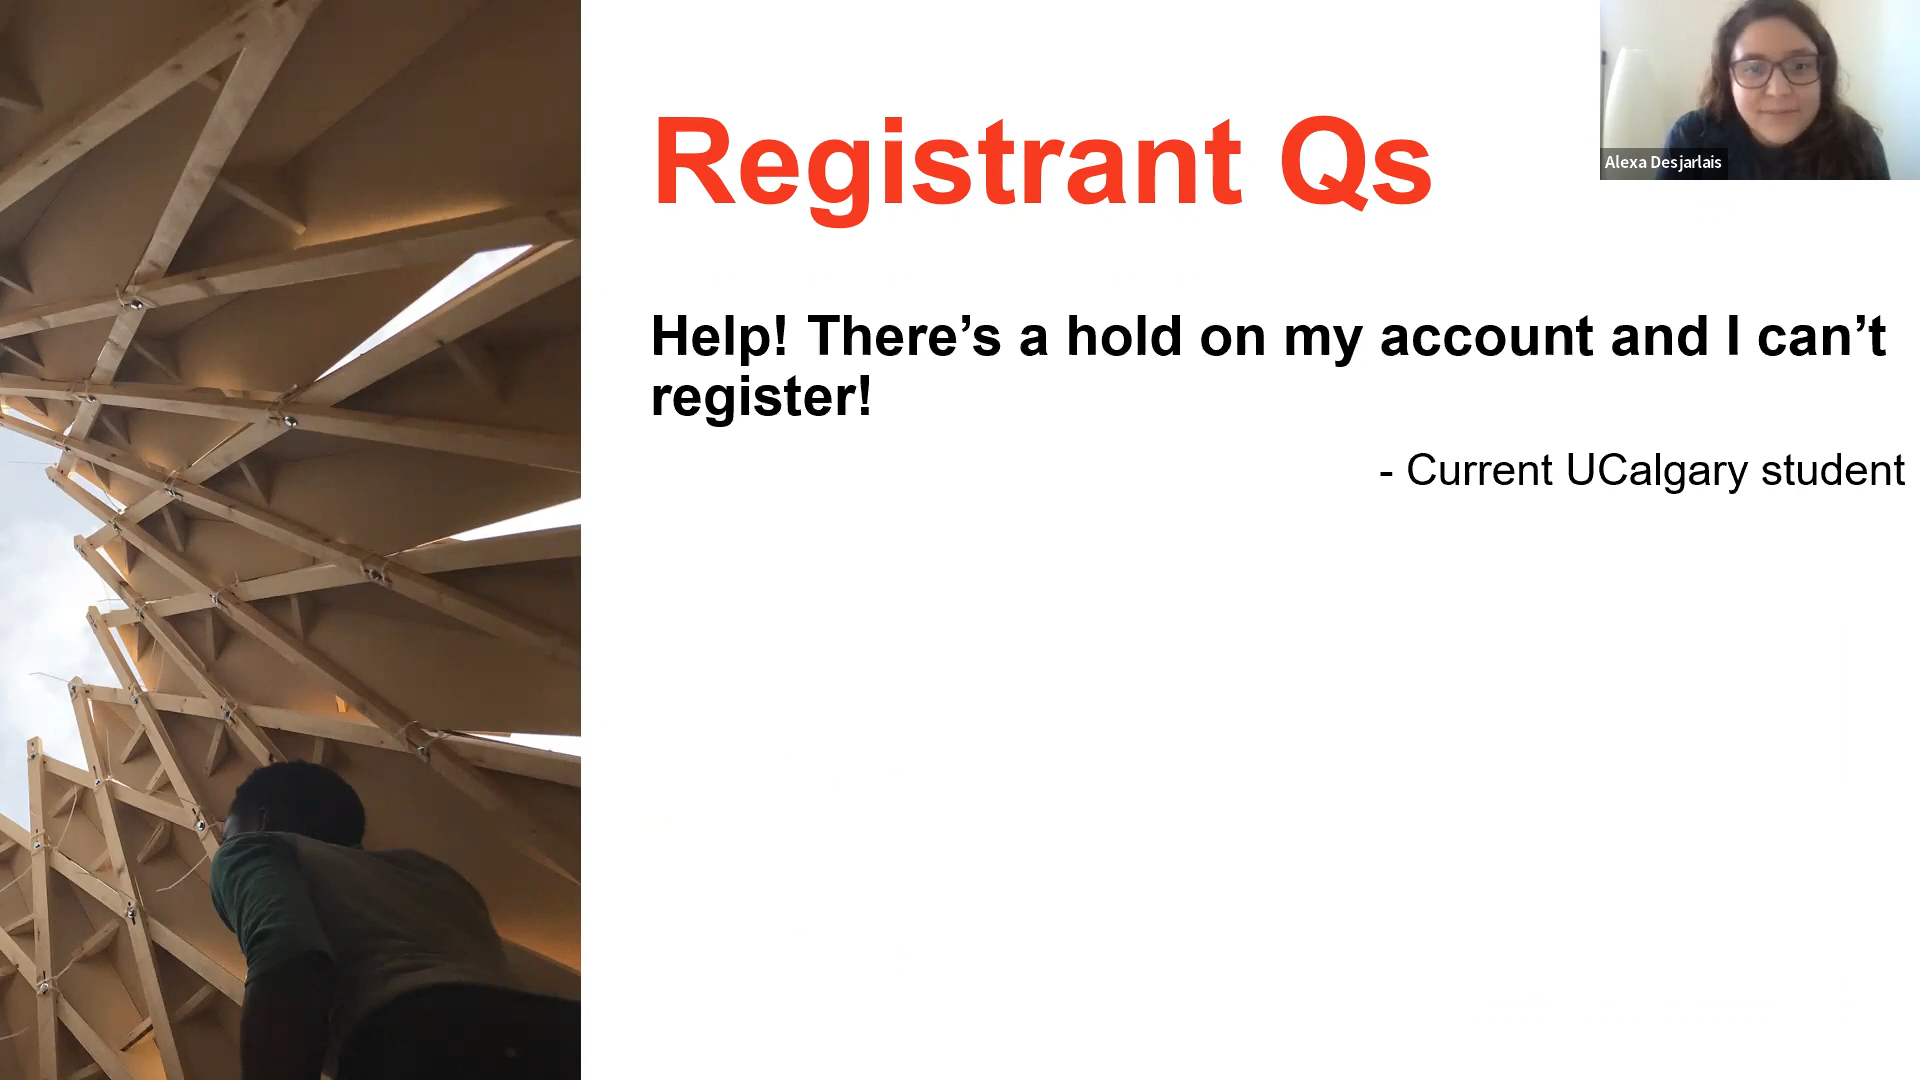 Registrant Qs
Alexa Desjarlais
Help! There’s a hold on my account and I can’t
register!
- Current UCalgary student